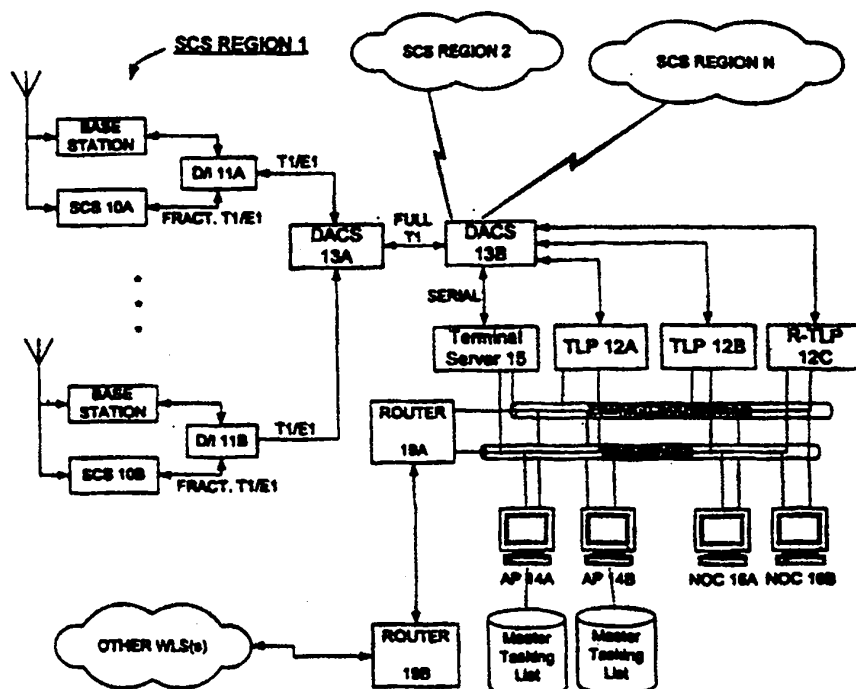 SCS REGION 1
SCS REGION 2
SCS REGION N
BASE
STATION
D/I 11A
T1/E1
SCS 10A
FRACT. T1/E1
DACS
13A
FULL
T1
DACS
13B
SERIAL
Terminal
Server 15
TLP 12A
TLP 12B
R-TLP
12C
BASE
STATION
D/I 11B
T1/E1
SCS 10B
FRACT. T1/E1
ROUTER
19A
AP 14A
AP 14B
NOC 16A
NOC 16B
OTHER WLS(s)
ROUTER
19B
Master
Tasking
List
Master
Tasking
List